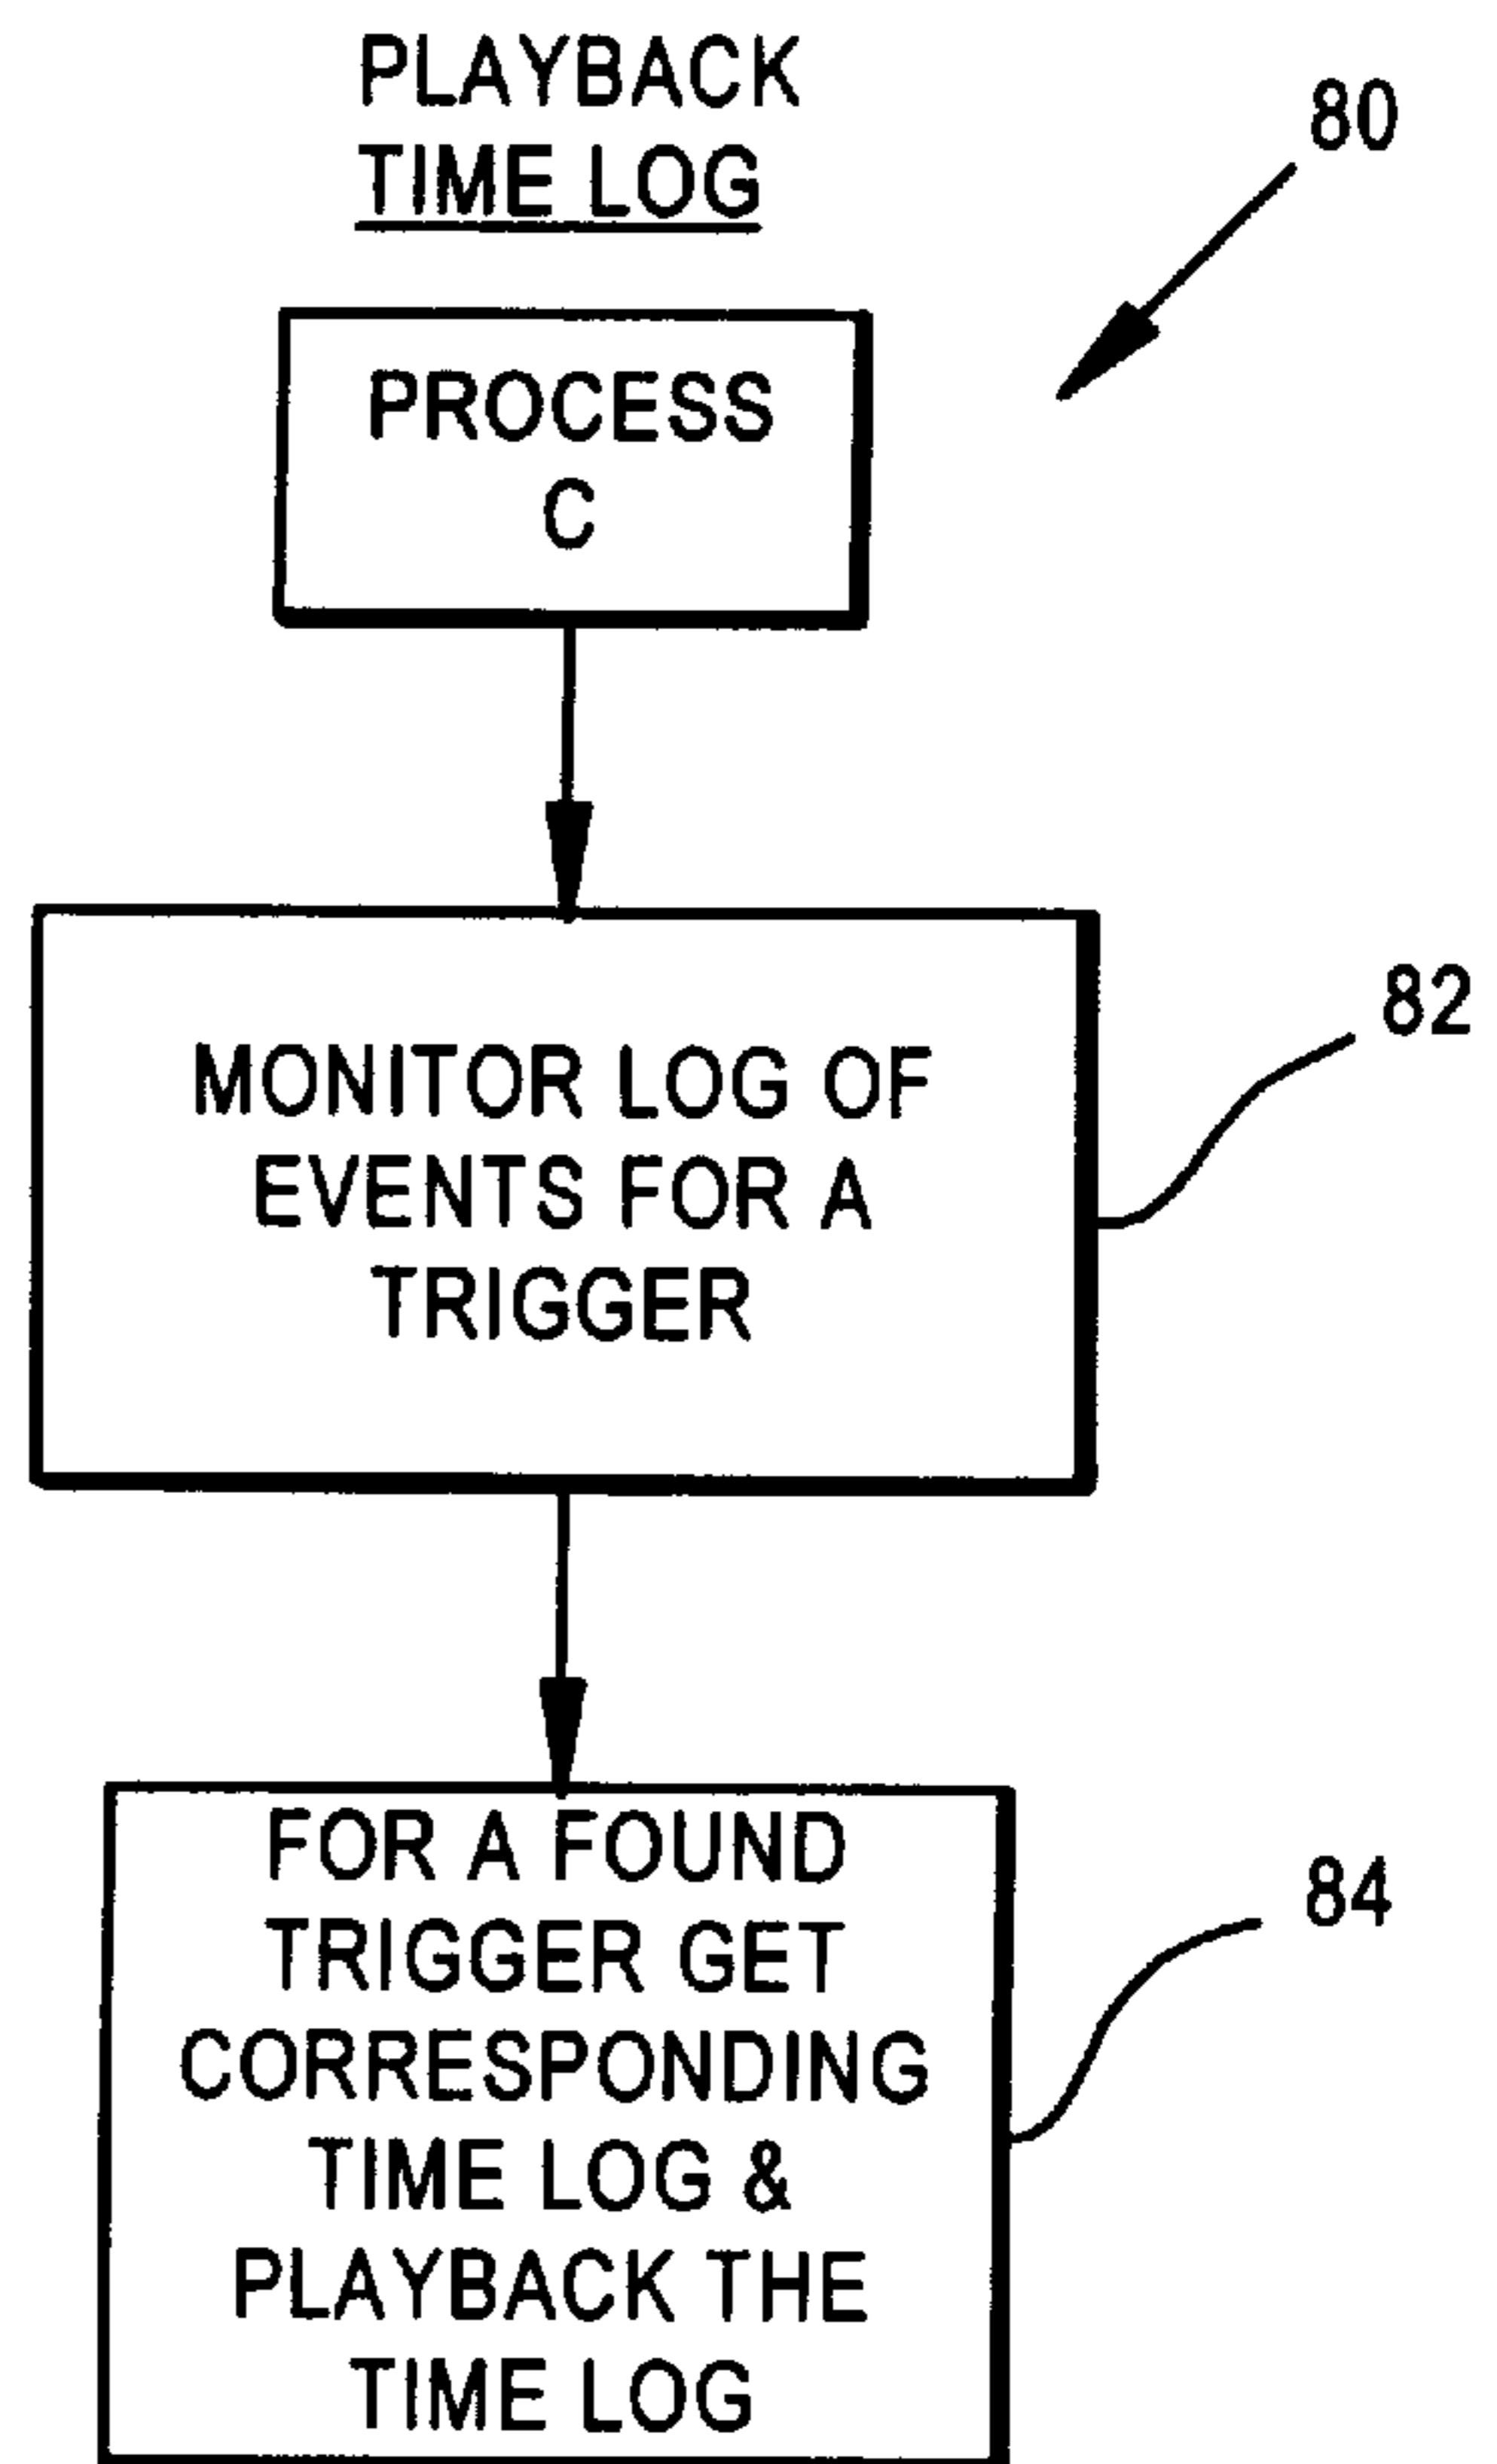 PLAYBACK
TIME LOG
80
PROCESS
C
MONITOR LOG OF
EVENTS FOR A
TRIGGER
82
FOR A FOUND
TRIGGER GET
CORRESPONDING
TIME LOG &
PLAYBACK THE
TIME LOG
84